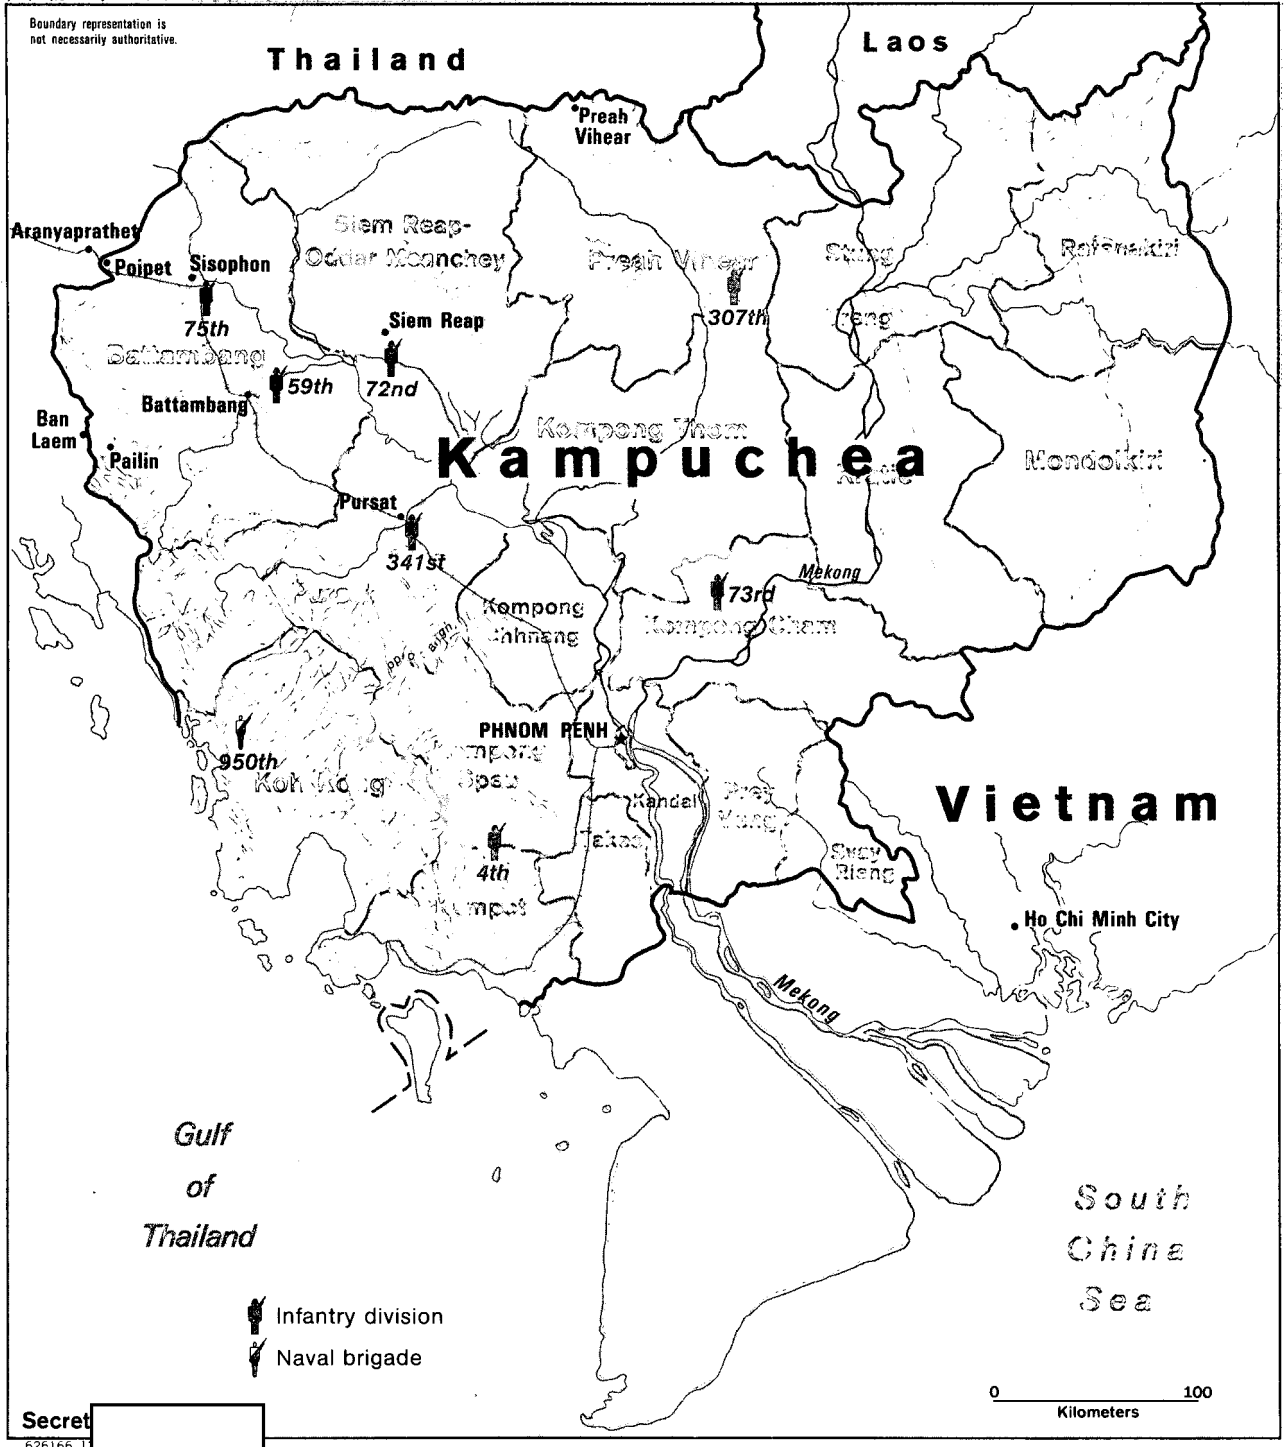 Boundary representation is
not necessarily authoritative.
Thailand
Laos
Preah
Vihear
Aranyaprathet
Poipet
Sisophon
Siem Reap-
Oddar Meanchey
Preah Vihear
Stung
Treng
Ratanakiri
75th
307th
Siem Reap
Battambang
59th
72nd
Battambang
Ban
Laem
Pailin
Kompong Thom
Kampuchea
Kratie
Mondolkiri
Pursat
341st
Mekong
73rd
Kompong
Chhnang
Kompong Cham
PHNOM PENH
950th
Koh Kong
Kompong
Speu
Kandal
Prey
Veng
Vietnam
Takeo
Svay
Rieng
4th
Kampot
Ho Chi Minh City
Mekong
Gulf
of
Thailand
South
China
Sea
Infantry division
Naval brigade
0 100
Kilometers
Secret